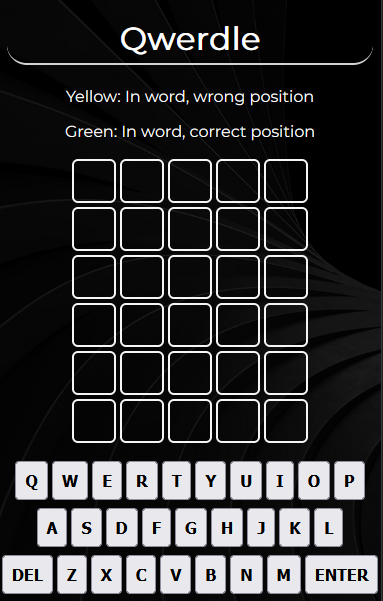 Qwerdle
Yellow: In word, wrong position
Green: In word, correct position
Q W E R T Y U I O P
A S D F G H J K L
DEL Z X C V B N M ENTER